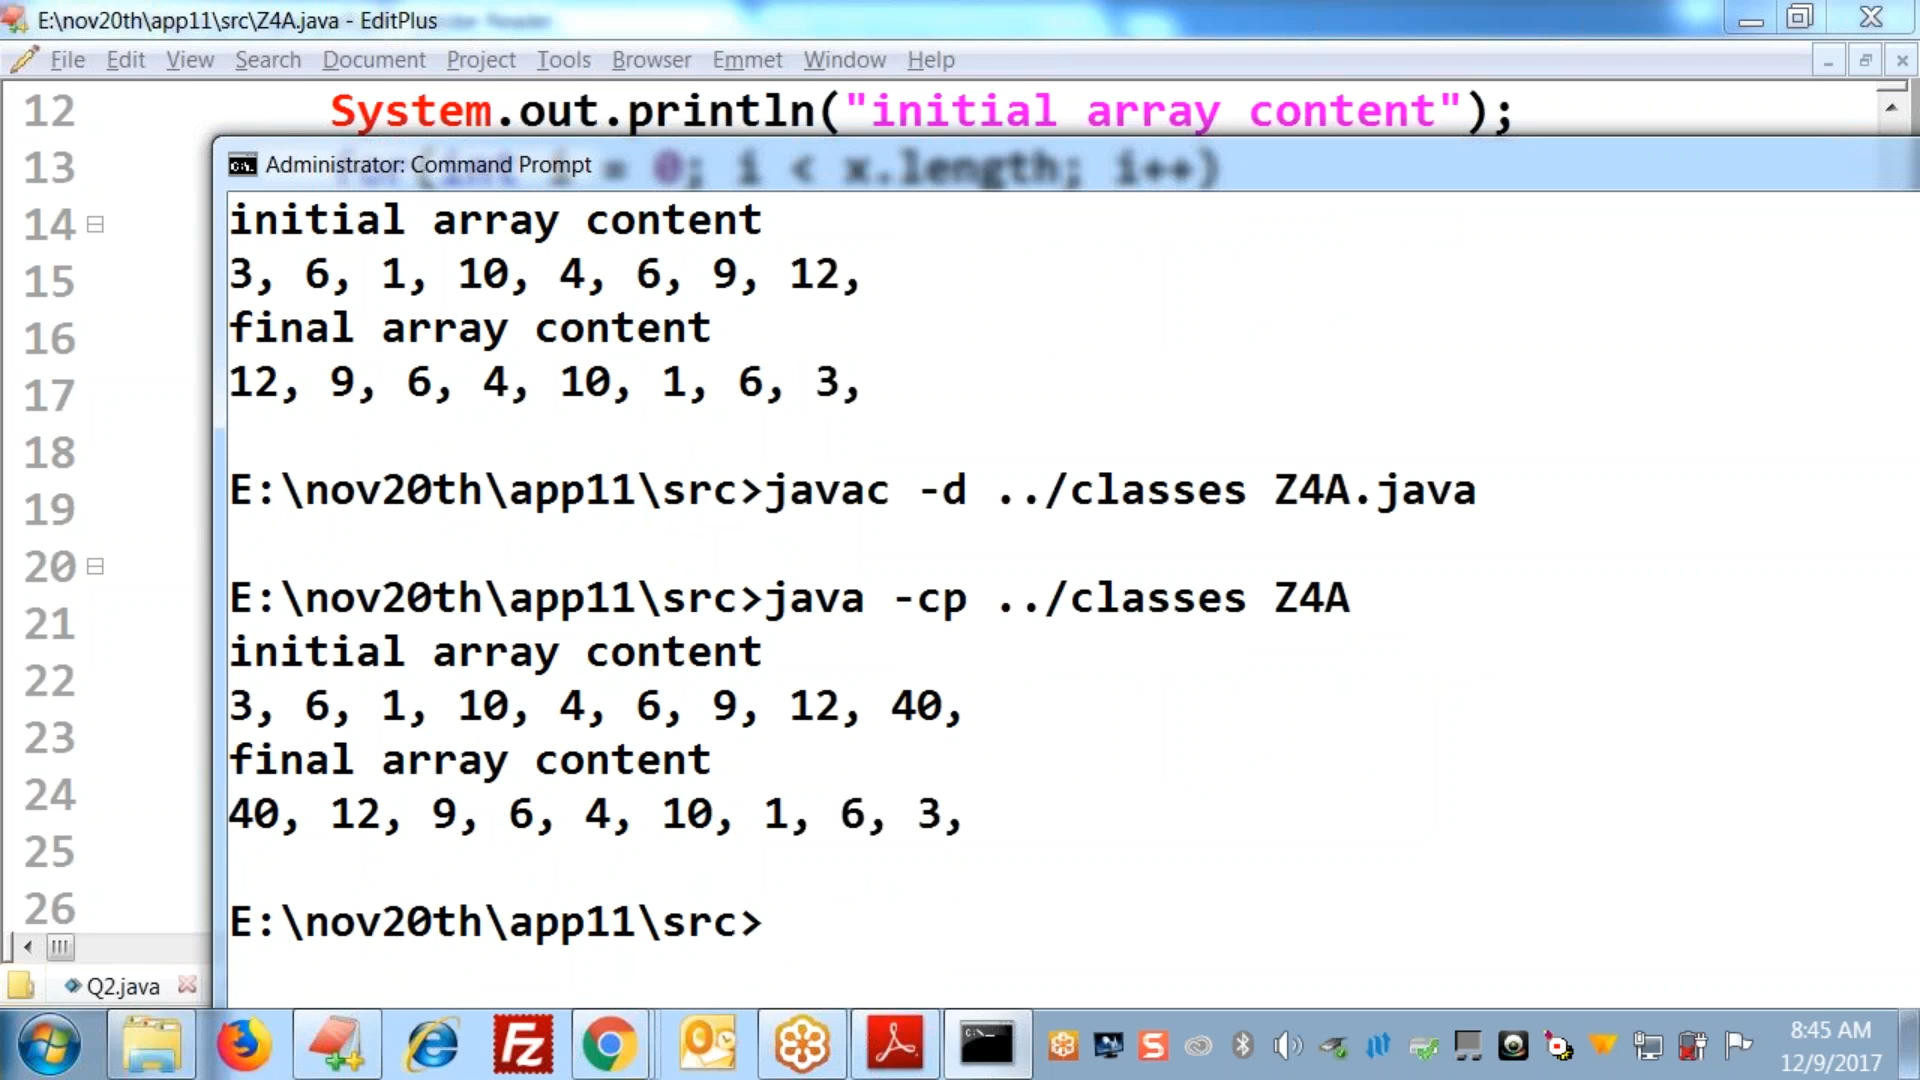 E:\nov20th\app11\src\Z4A.java - EditPlus
File Edit View Search Document Project Tools Browser Emmet Window Help
12 System.out.println("initial array content");
13 for(int i = 0; i < x.length; i++)
Administrator: Command Prompt
14 initial array content
15 3, 6, 1, 10, 4, 6, 9, 12,
16 final array content
17 12, 9, 6, 4, 10, 1, 6, 3,
18
19 E:\nov20th\app11\src>javac -d ../classes Z4A.java
20
21 E:\nov20th\app11\src>java -cp ../classes Z4A
22 initial array content
23 3, 6, 1, 10, 4, 6, 9, 12, 40,
24 final array content
25 40, 12, 9, 6, 4, 10, 1, 6, 3,
26
E:\nov20th\app11\src>
Q2.java
8:45 AM
12/9/2017